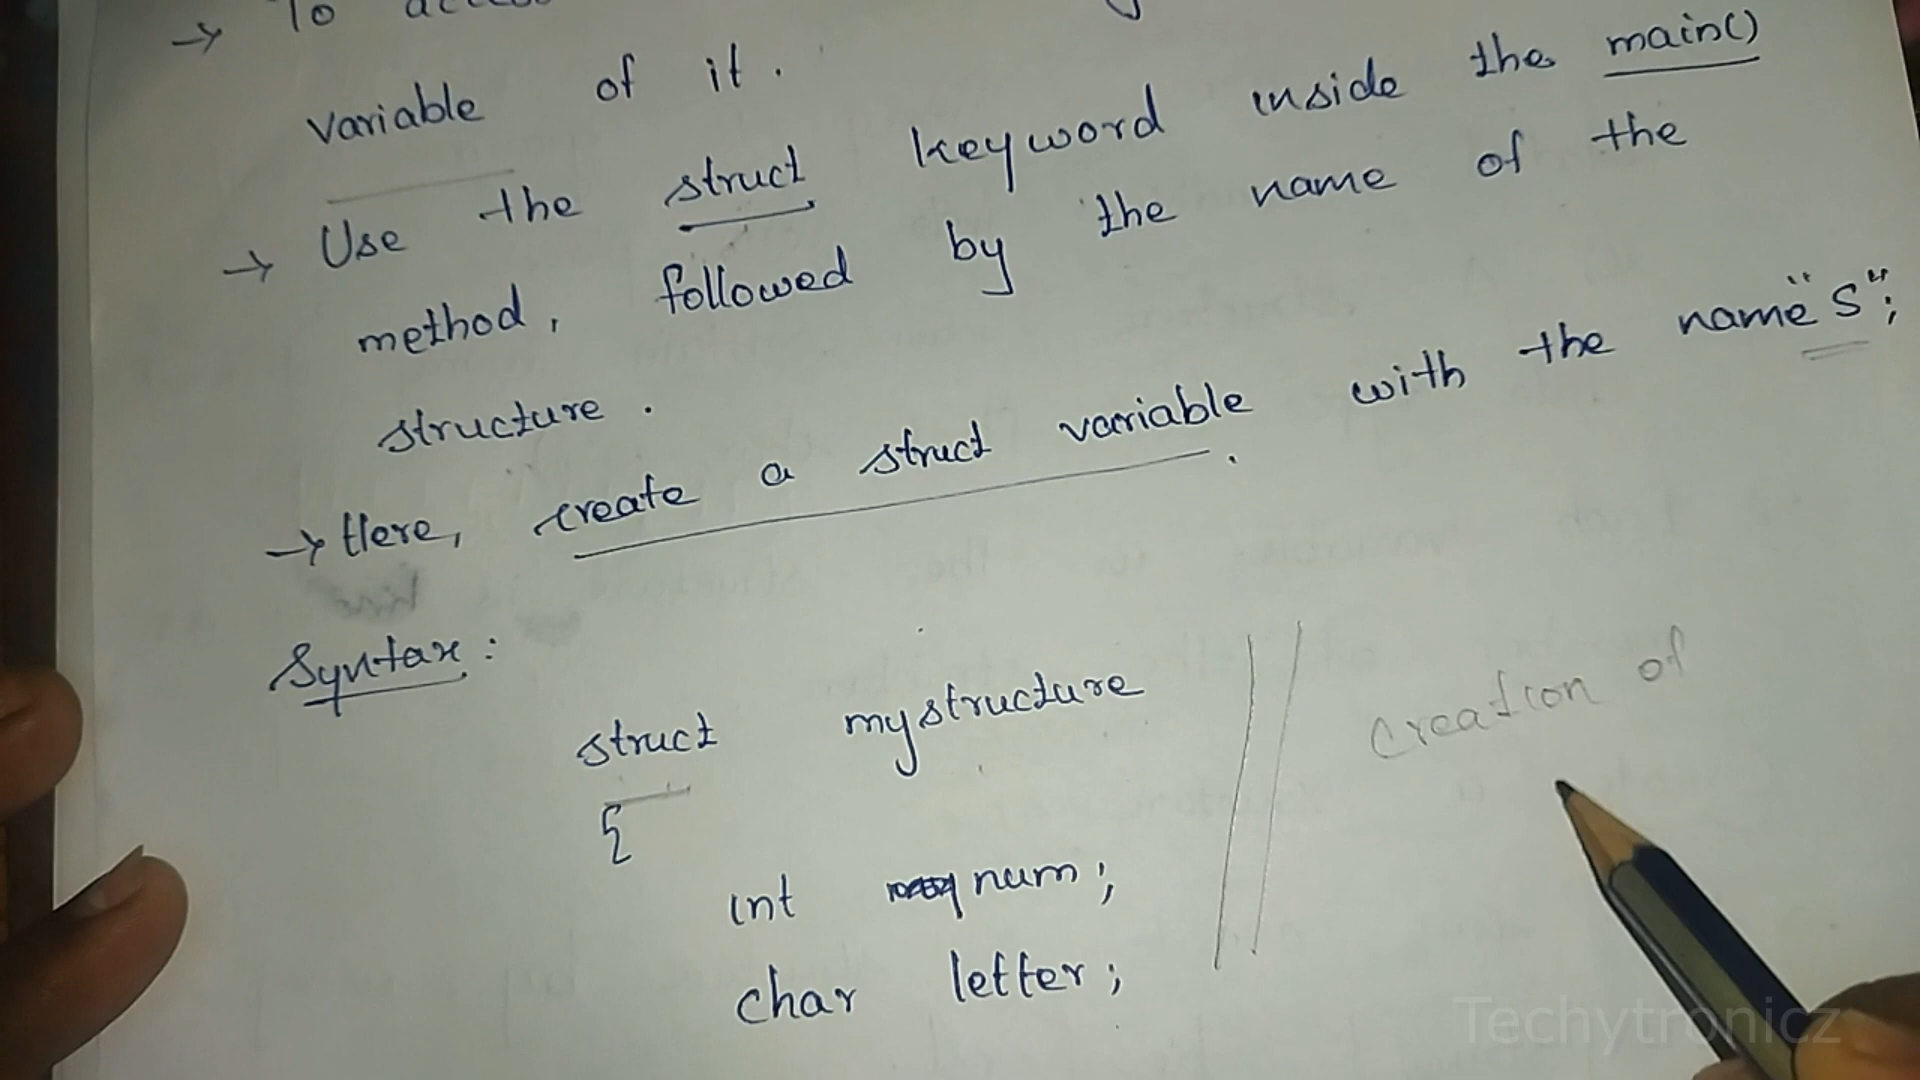 → To
variable of it.
→ Use the struct keyword inside the main()
method, followed by the name of the
structure.
→ Here, create a struct variable with the name "S";
Syntax:
struct mystructure // creation of
{
int num;
char letter;
Techytronicz